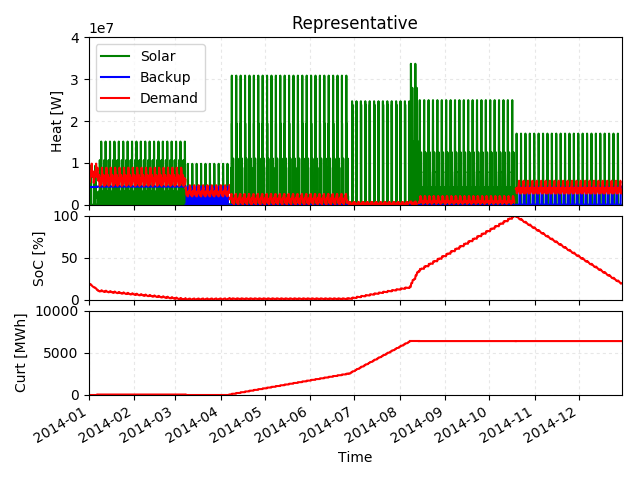 Representative
1e7
4
3
2
1
0
Heat [W]
Solar
Backup
Demand
100
50
0
SoC [%]
10000
5000
0
Curt [MWh]
2014-01
2014-02
2014-03
2014-04
2014-05
2014-06
2014-07
2014-08
2014-09
2014-10
2014-11
2014-12
Time